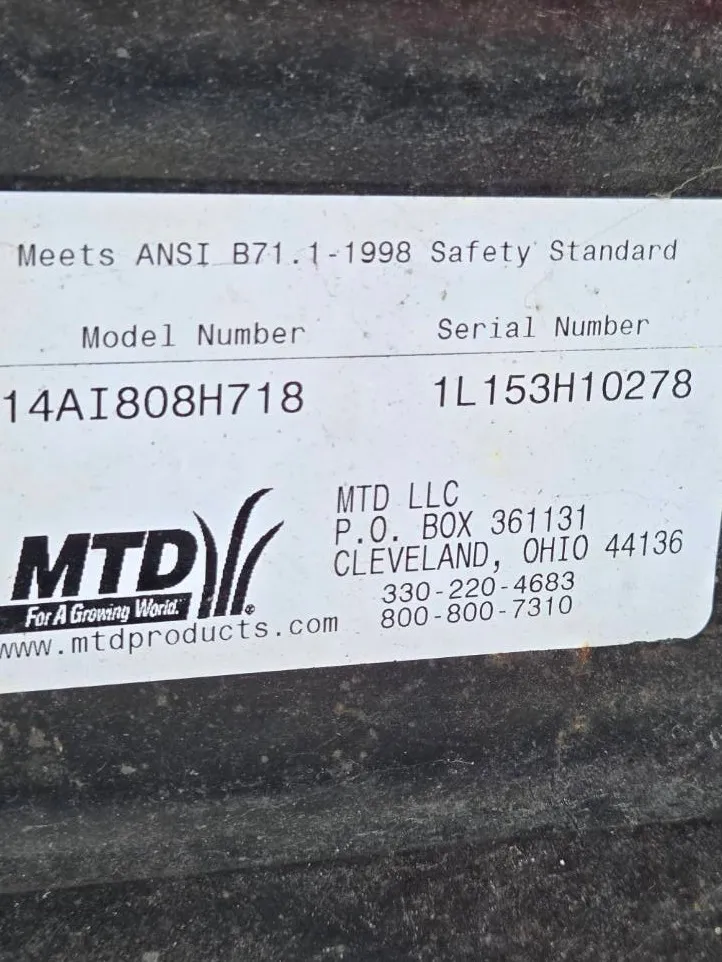 Meets ANSI B71.1-1998 Safety Standard
Model Number Serial Number
14AI808H718 1L153H10278
MTD
For A Growing World.®
www.mtdproducts.com
MTD LLC
P.O. BOX 361131
CLEVELAND, OHIO 44136
330-220-4683
800-800-7310